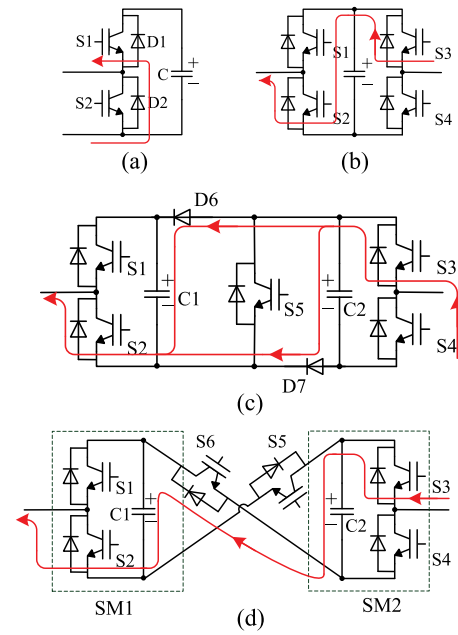 S1
D1
S2
D2
C
+
−
(a)
S1
S2
+
−
S3
S4
(b)
D6
S1
S2
+
−
C1
S5
+
−
C2
S3
S4
D7
(c)
S6
S5
S1
S2
C1
+
−
C2
+
−
S3
S4
SM1
SM2
(d)